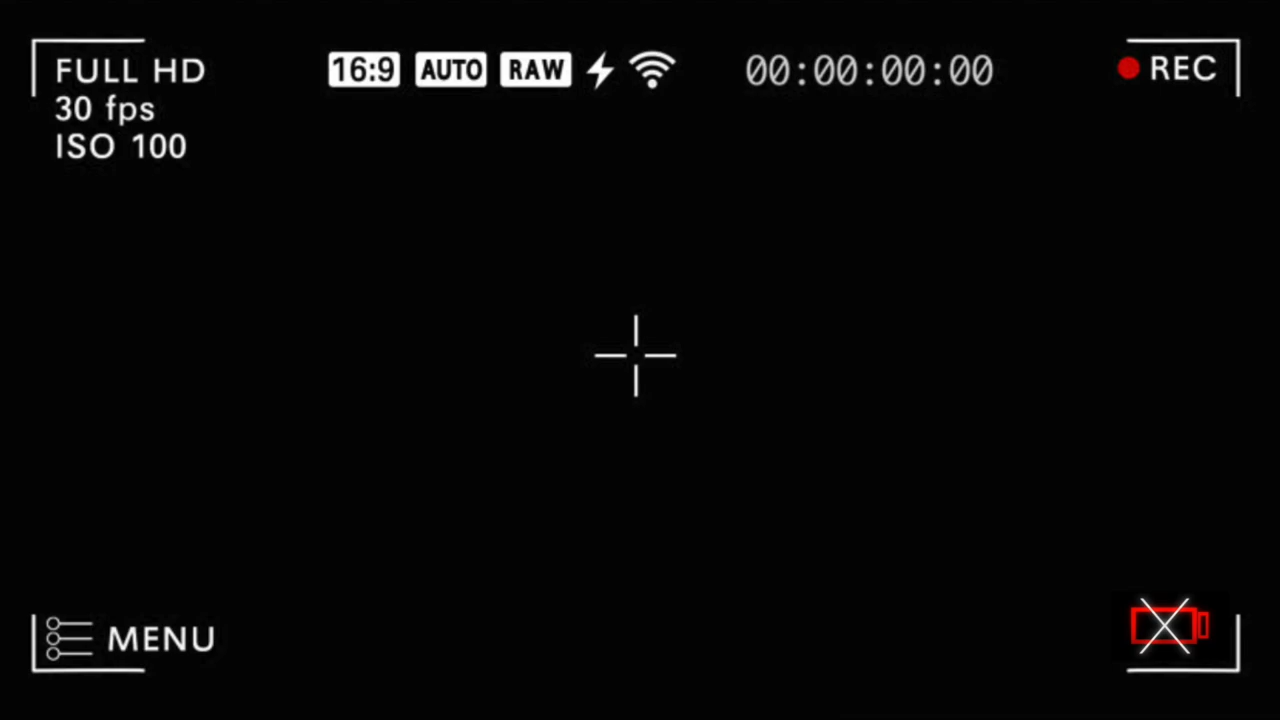 FULL HD
30 fps
ISO 100
16:9 AUTO RAW
00:00:00:00
REC
MENU